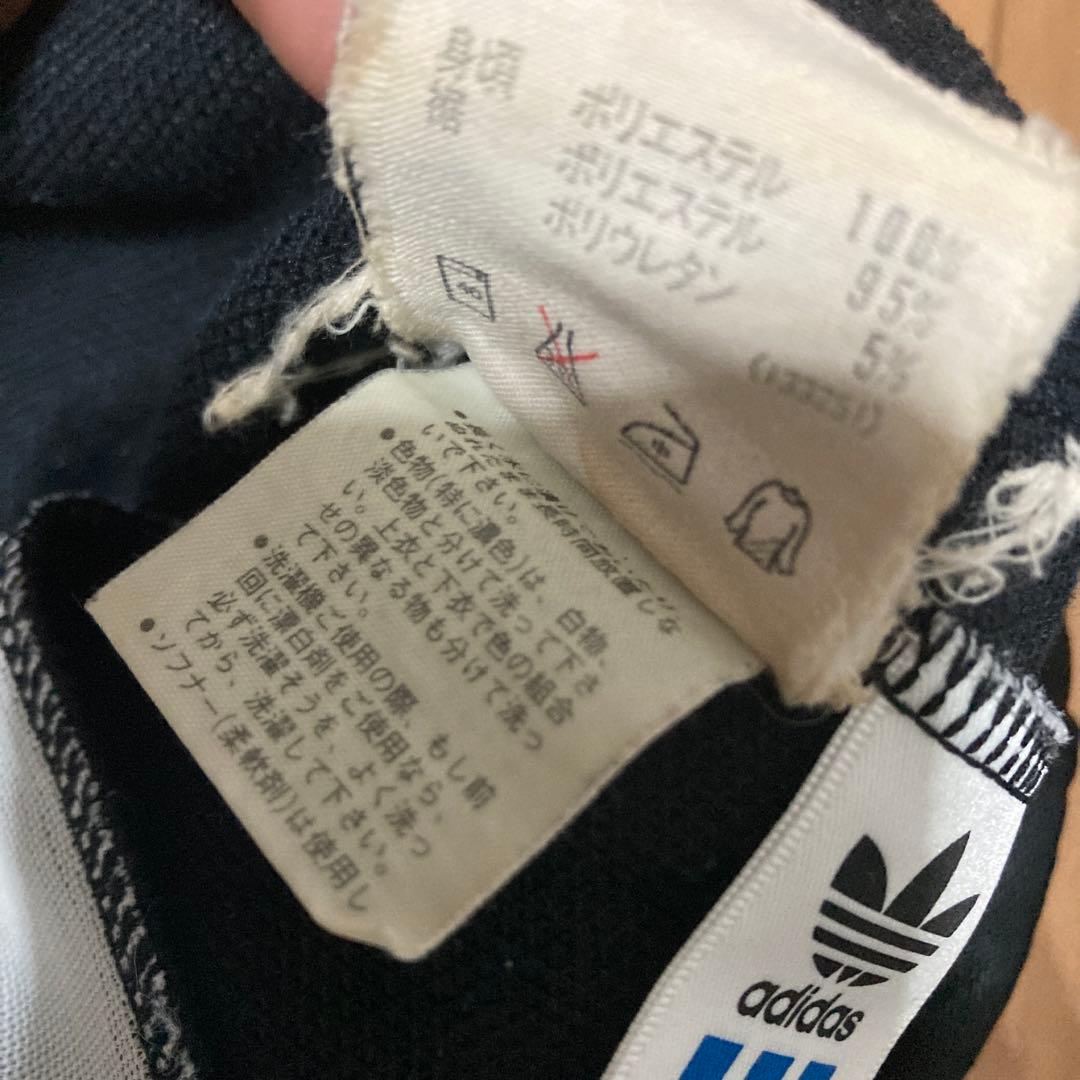 ポリエステル 100%
ポリエステル 95%
ポリウレタン 5%
いで下さい。
• 色物(特に濃色)は、白物、
淡色物と分けて洗って下さ
い。上衣と下衣で色の組合
せの異なる物も分けて洗っ
て下さい。
• 洗濯機ご使用の際、もし前
回に漂白剤をご使用なら、
必ず洗濯そうを、よく洗っ
てから、洗濯して下さい。
• ソフナー(柔軟剤)は使用し
adidas